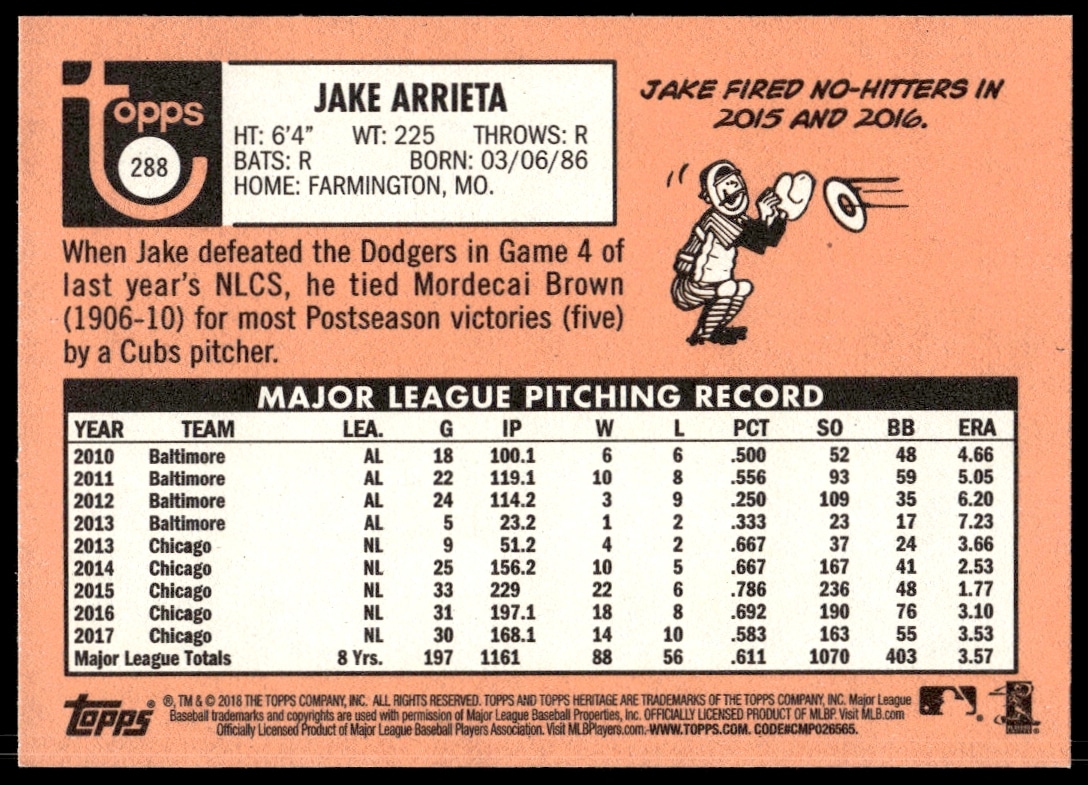 topps
288
JAKE ARRIETA
HT: 6'4" WT: 225 THROWS: R
BATS: R BORN: 03/06/86
HOME: FARMINGTON, MO.
JAKE FIRED NO-HITTERS IN
2015 AND 2016.
When Jake defeated the Dodgers in Game 4 of
last year's NLCS, he tied Mordecai Brown
(1906-10) for most Postseason victories (five)
by a Cubs pitcher.
MAJOR LEAGUE PITCHING RECORD
YEAR TEAM LEA. G IP W L PCT SO BB ERA
2010 Baltimore AL 18 100.1 6 6 .500 52 48 4.66
2011 Baltimore AL 22 119.1 10 8 .556 93 59 5.05
2012 Baltimore AL 24 114.2 3 9 .250 109 35 6.20
2013 Baltimore AL 5 23.2 1 2 .333 23 17 7.23
2013 Chicago NL 9 51.2 4 2 .667 37 24 3.66
2014 Chicago NL 25 156.2 10 5 .667 167 41 2.53
2015 Chicago NL 33 229 22 6 .786 236 48 1.77
2016 Chicago NL 31 197.1 18 8 .692 190 76 3.10
2017 Chicago NL 30 168.1 14 10 .583 163 55 3.53
Major League Totals 8 Yrs. 197 1161 88 56 .611 1070 403 3.57
topps®
®, TM & © 2018 THE TOPPS COMPANY, INC. ALL RIGHTS RESERVED. TOPPS AND TOPPS HERITAGE ARE TRADEMARKS OF THE TOPPS COMPANY, INC. Major League
Baseball trademarks and copyrights are used with permission of Major League Baseball Properties, Inc. OFFICIALLY LICENSED PRODUCT OF MLBP. Visit MLB.com
Officially Licensed Product of Major League Baseball Players Association. Visit MLBPlayers.com. WWW.TOPPS.COM. CODE#CMP026565.